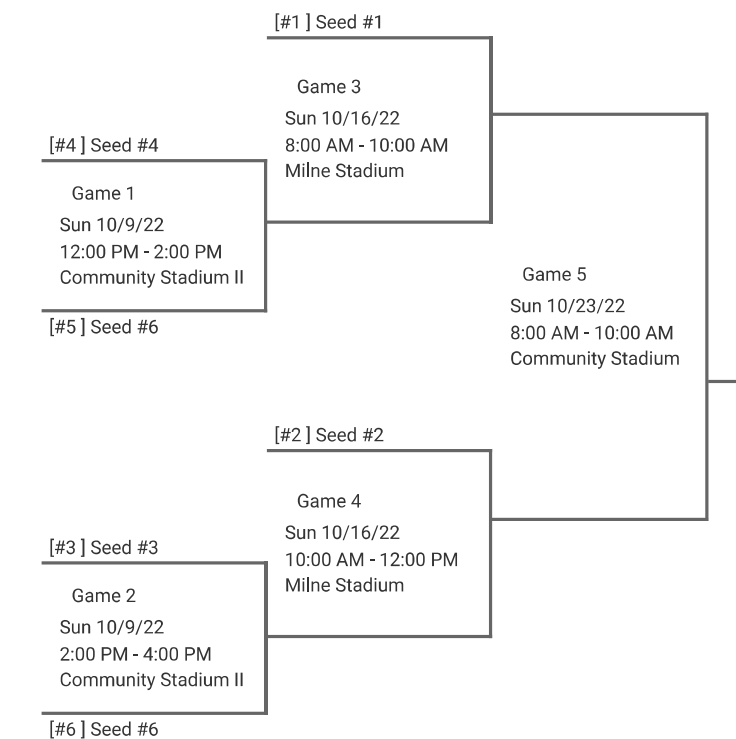 [#1 ] Seed #1
Game 3
Sun 10/16/22
8:00 AM - 10:00 AM
Milne Stadium
[#4 ] Seed #4
Game 1
Sun 10/9/22
12:00 PM - 2:00 PM
Community Stadium II
[#5 ] Seed #6
Game 5
Sun 10/23/22
8:00 AM - 10:00 AM
Community Stadium
[#2 ] Seed #2
Game 4
Sun 10/16/22
10:00 AM - 12:00 PM
Milne Stadium
[#3 ] Seed #3
Game 2
Sun 10/9/22
2:00 PM - 4:00 PM
Community Stadium II
[#6 ] Seed #6